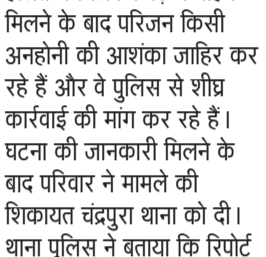 मिलने के बाद परिजन किसी
अनहोनी की आशंका जाहिर कर
रहे हैं और वे पुलिस से शीघ्र
कार्रवाई की मांग कर रहे हैं।
घटना की जानकारी मिलने के
बाद परिवार ने मामले की
शिकायत चंद्रपुरा थाना को दी।
थाना पुलिस ने बताया कि रिपोर्ट